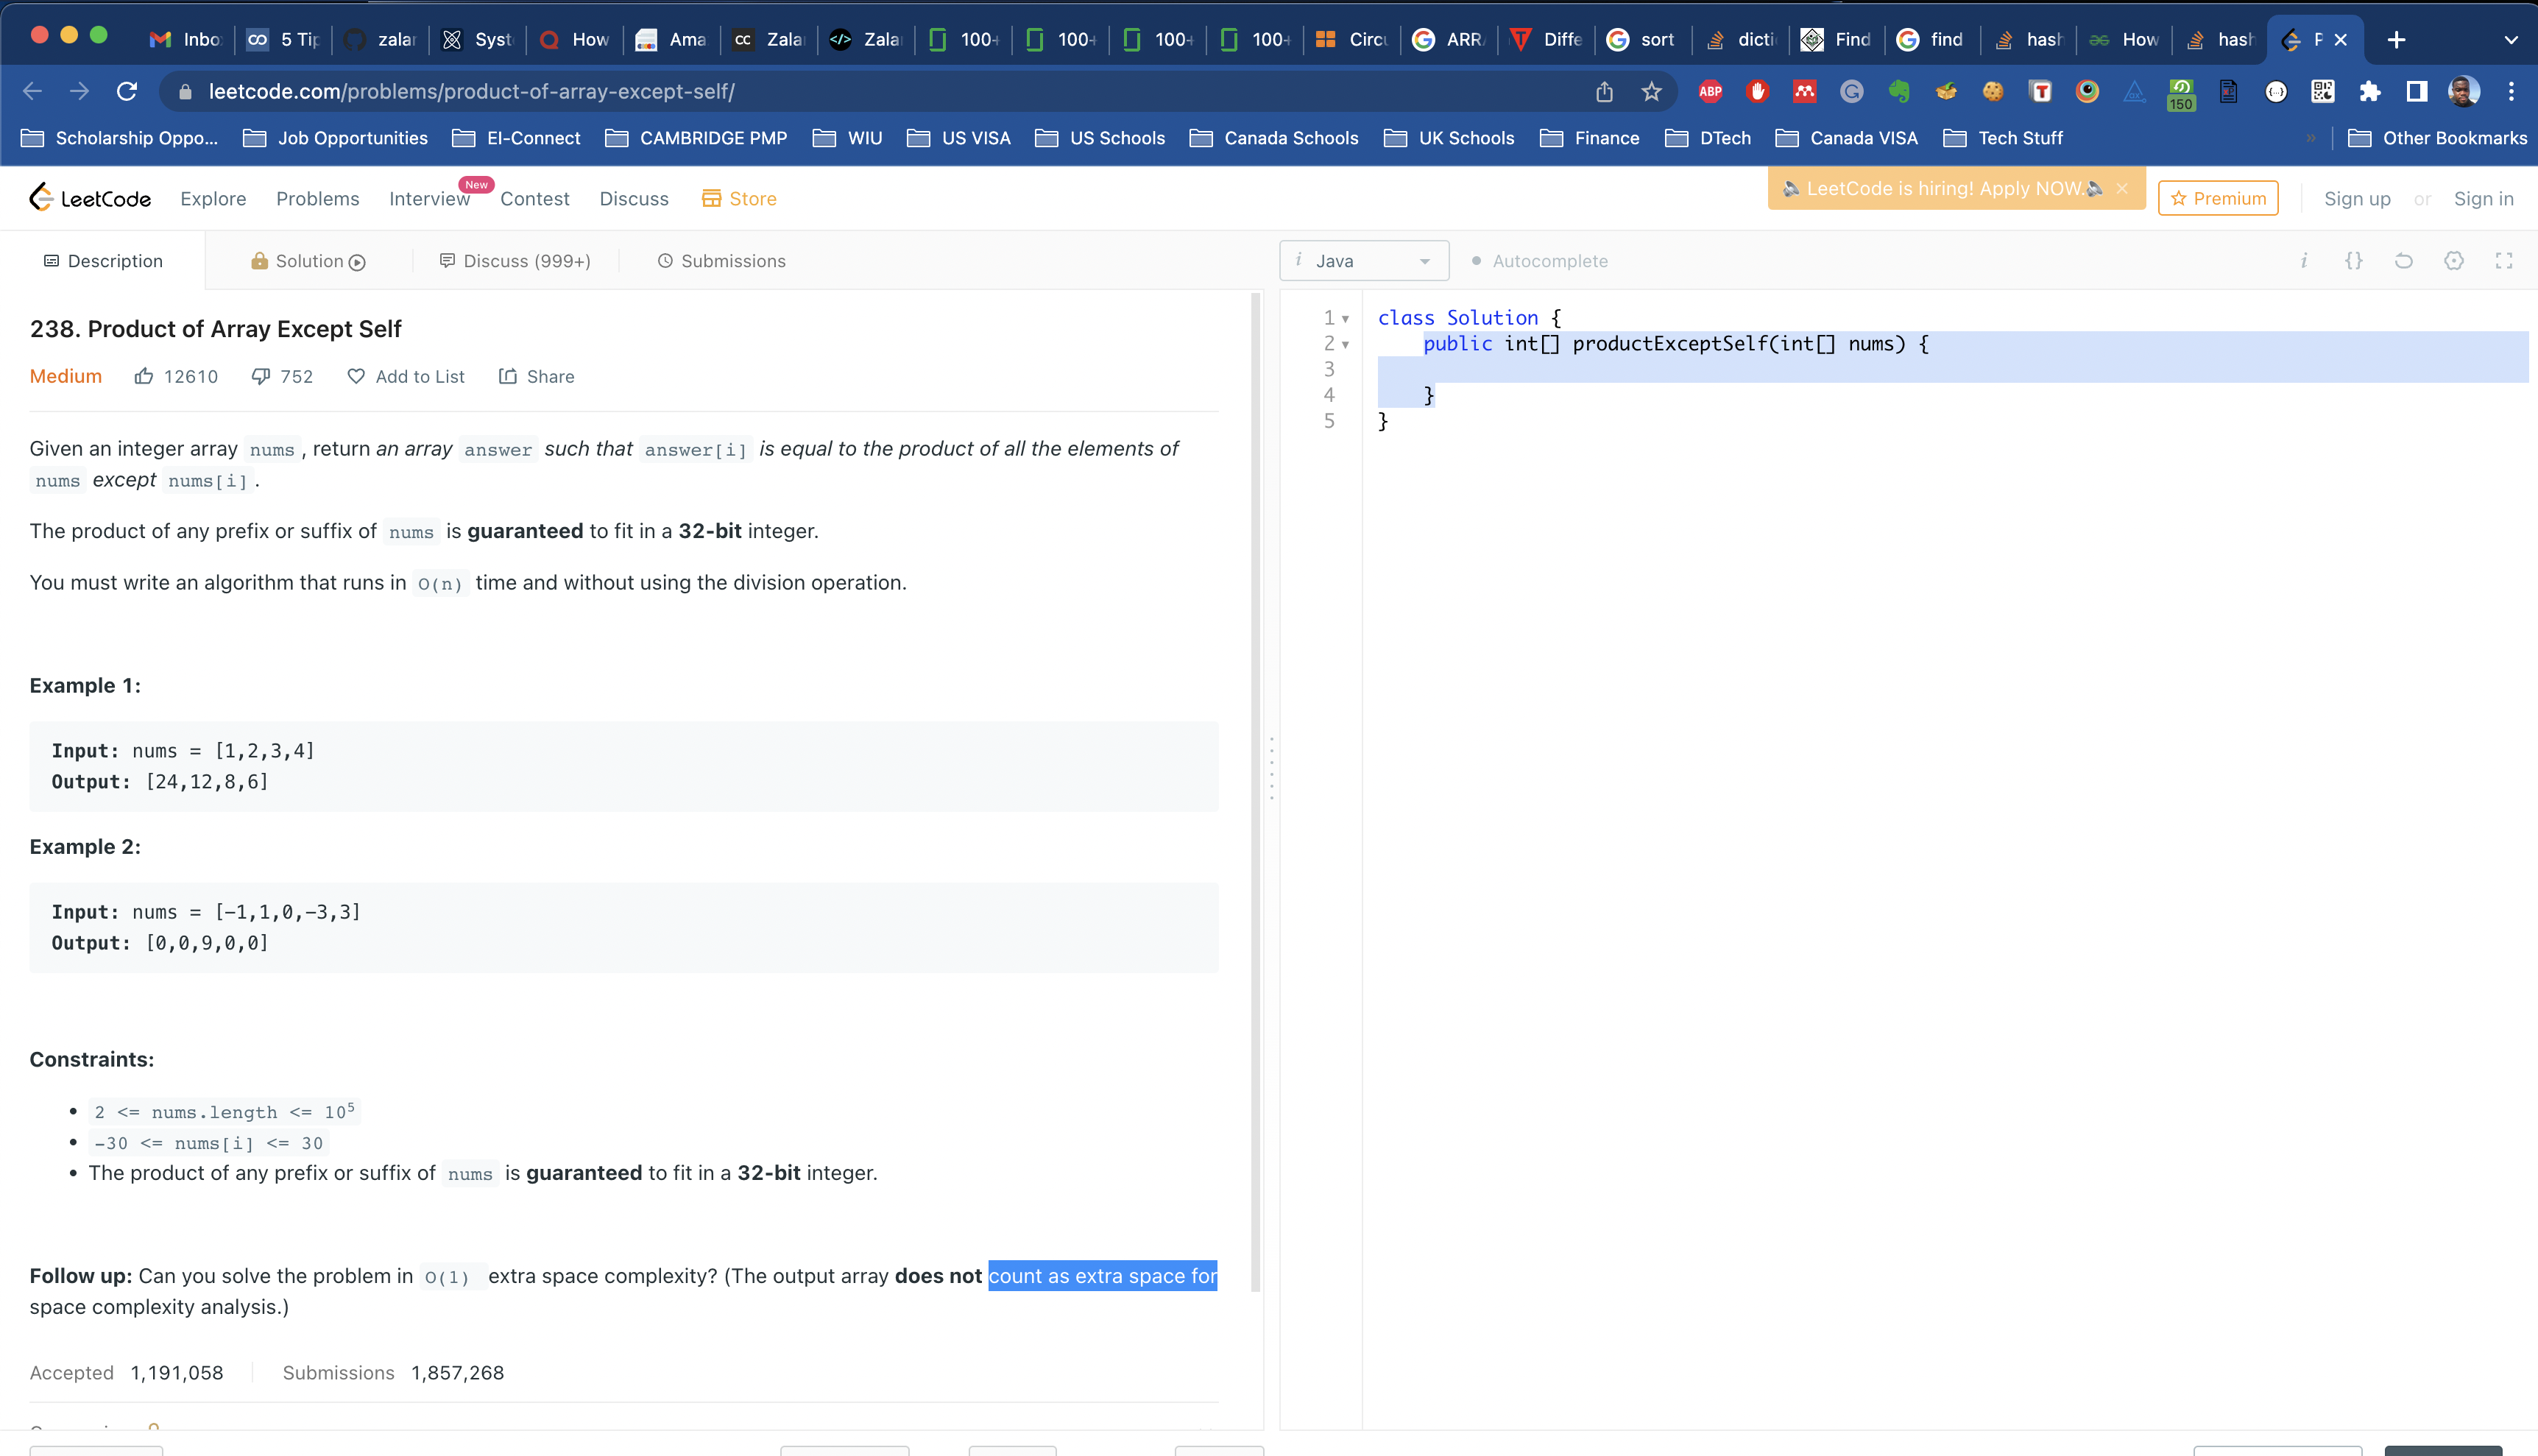 Inbo
5 Tip
zalar
Syst
How
Ama
Zalar
Zalar
100+
100+
100+
100+
Circu
ARRA
Diffe
sort
dicti
Find
find
hash
How
hash
P
leetcode.com/problems/product-of-array-except-self/
ABP
150
Scholarship Oppo...
Job Opportunities
El-Connect
CAMBRIDGE PMP
WIU
US VISA
US Schools
Canada Schools
UK Schools
Finance
DTech
Canada VISA
Tech Stuff
»
Other Bookmarks
LeetCode
Explore
Problems
Interview
New
Contest
Discuss
Store
LeetCode is hiring! Apply NOW.
Premium
Sign up or Sign in
Description
Solution
Discuss (999+)
Submissions
i Java
Autocomplete
i {}
238. Product of Array Except Self
Medium 12610 752 Add to List Share
Given an integer array nums, return an array answer such that answer[i] is equal to the product of all the elements of
nums except nums[i].
The product of any prefix or suffix of nums is guaranteed to fit in a 32-bit integer.
You must write an algorithm that runs in O(n) time and without using the division operation.
Example 1:
Input: nums = [1,2,3,4]
Output: [24,12,8,6]
Example 2:
Input: nums = [-1,1,0,-3,3]
Output: [0,0,9,0,0]
Constraints:
• 2 <= nums.length <= 10⁵
• -30 <= nums[i] <= 30
• The product of any prefix or suffix of nums is guaranteed to fit in a 32-bit integer.
Follow up: Can you solve the problem in O(1) extra space complexity? (The output array does not count as extra space for
space complexity analysis.)
Accepted 1,191,058 Submissions 1,857,268
1 class Solution {
2 public int[] productExceptSelf(int[] nums) {
3
4 }
5 }